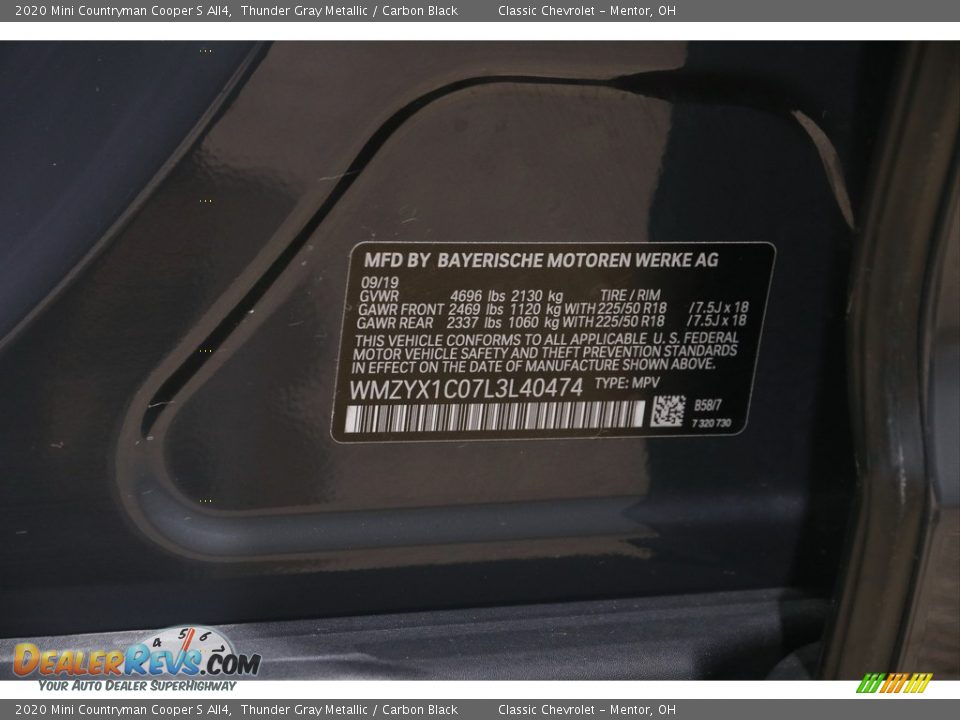 2020 Mini Countryman Cooper S All4, Thunder Gray Metallic / Carbon Black Classic Chevrolet - Mentor, OH
MFD BY BAYERISCHE MOTOREN WERKE AG
09/19
GVWR 4696 lbs 2130 kg TIRE / RIM
GAWR FRONT 2469 lbs 1120 kg WITH 225/50 R18 /7.5J x 18
GAWR REAR 2337 lbs 1060 kg WITH 225/50 R18 /7.5J x 18
THIS VEHICLE CONFORMS TO ALL APPLICABLE U. S. FEDERAL
MOTOR VEHICLE SAFETY AND THEFT PREVENTION STANDARDS
IN EFFECT ON THE DATE OF MANUFACTURE SHOWN ABOVE.
WMZYX1C07L3L40474 TYPE: MPV
B58/7
7 320 730
4 5 6 7
DEALERREVS.COM
YOUR AUTO DEALER SUPERHIGHWAY
2020 Mini Countryman Cooper S All4, Thunder Gray Metallic / Carbon Black Classic Chevrolet - Mentor, OH